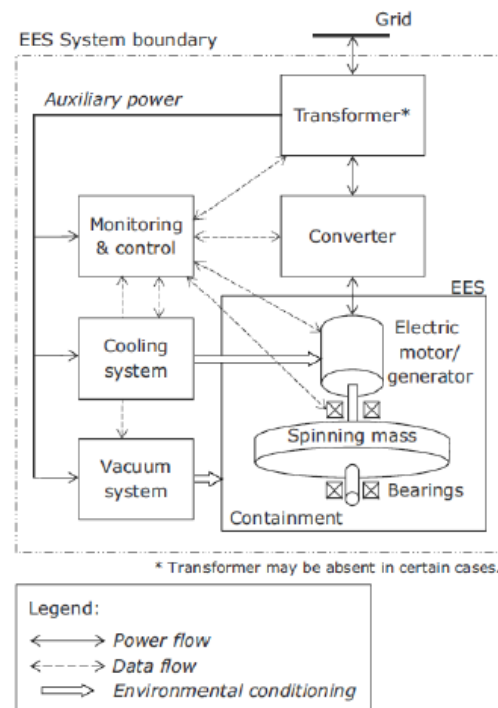 Grid
EES System boundary
Auxiliary power
Transformer*
Monitoring
& control
Converter
EES
Electric
motor/
generator
Cooling
system
Spinning mass
Vacuum
system
Bearings
Containment
* Transformer may be absent in certain cases.
Legend:
Power flow
Data flow
Environmental conditioning